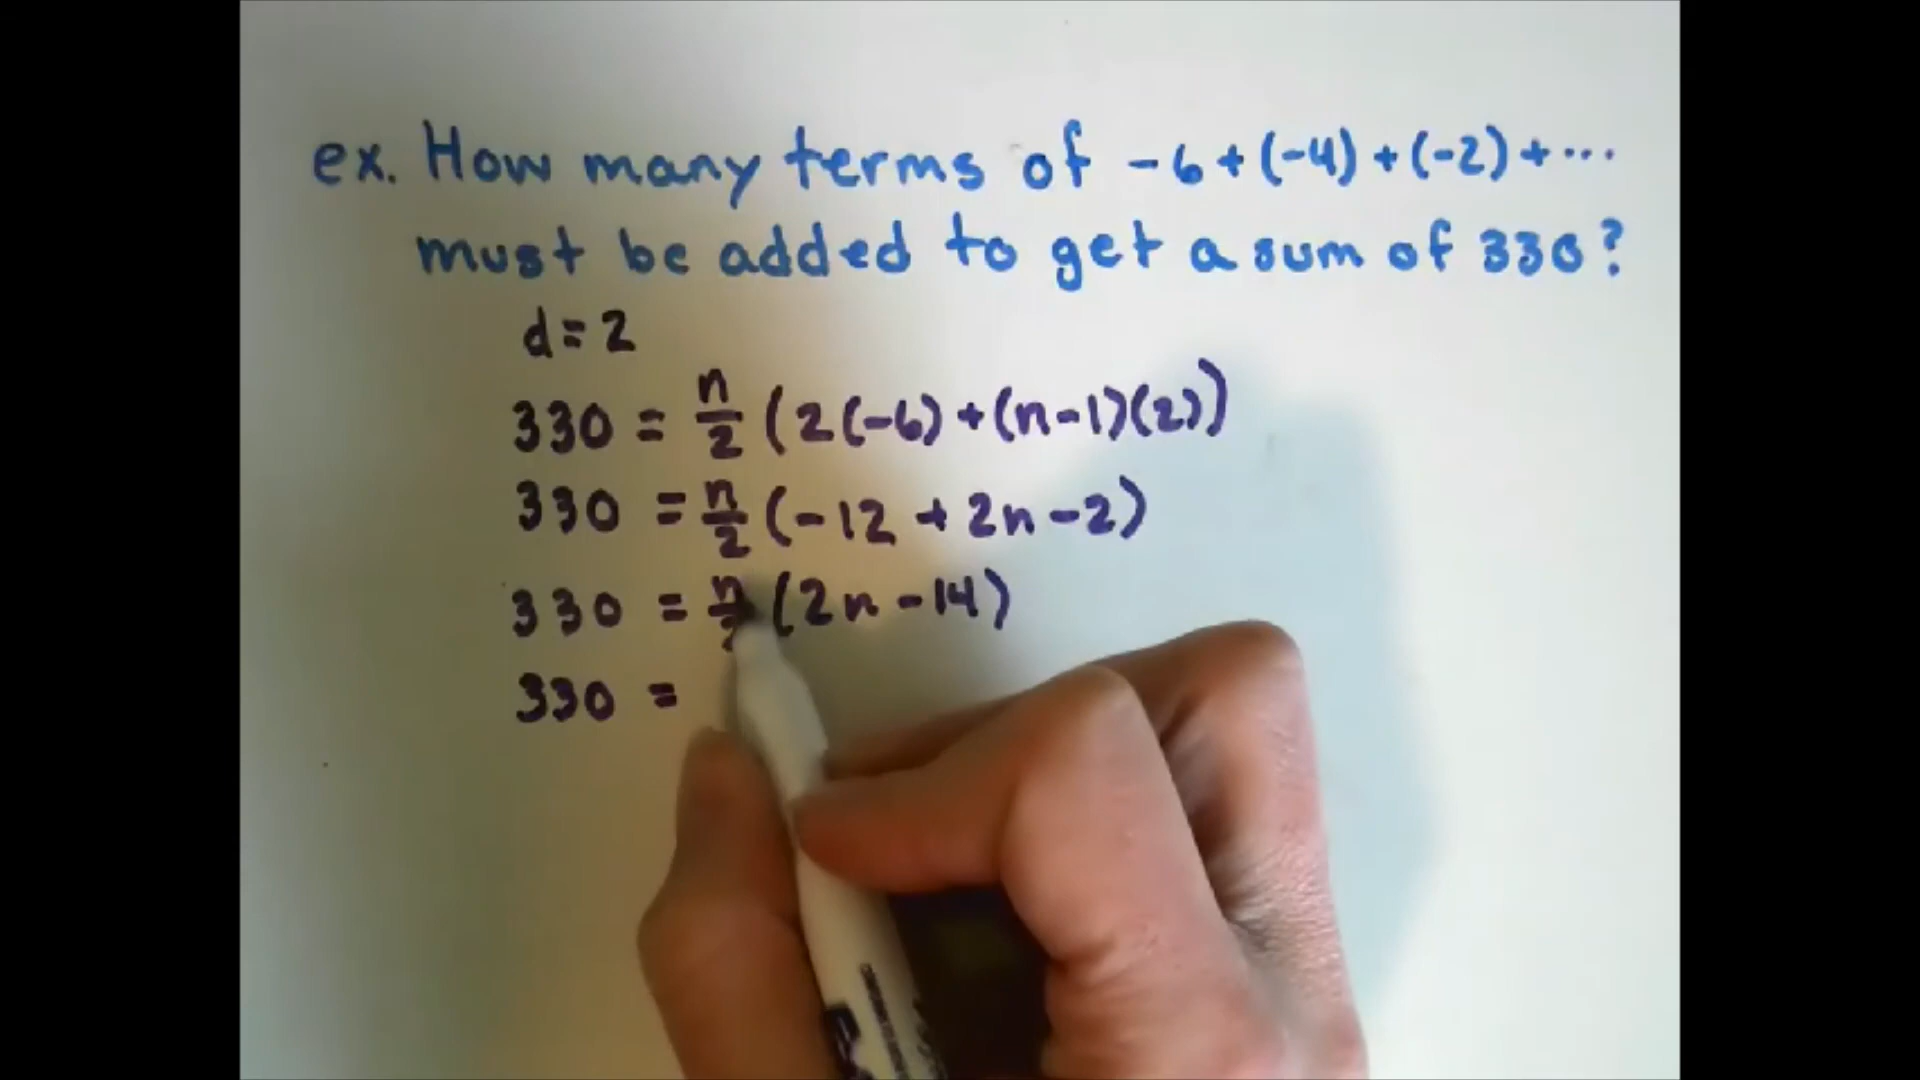 ex. How many terms of -6+(-4)+(-2)+...
must be added to get a sum of 330?
d=2
330 = n/2 (2(-6)+(n-1)(2))
330 = n/2 (-12 + 2n-2)
330 = n/2 (2n-14)
330 =